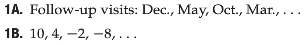 1A. Follow-up visits: Dec., May, Oct., Mar., . . .
1B. 10, 4, −2, −8, . . .